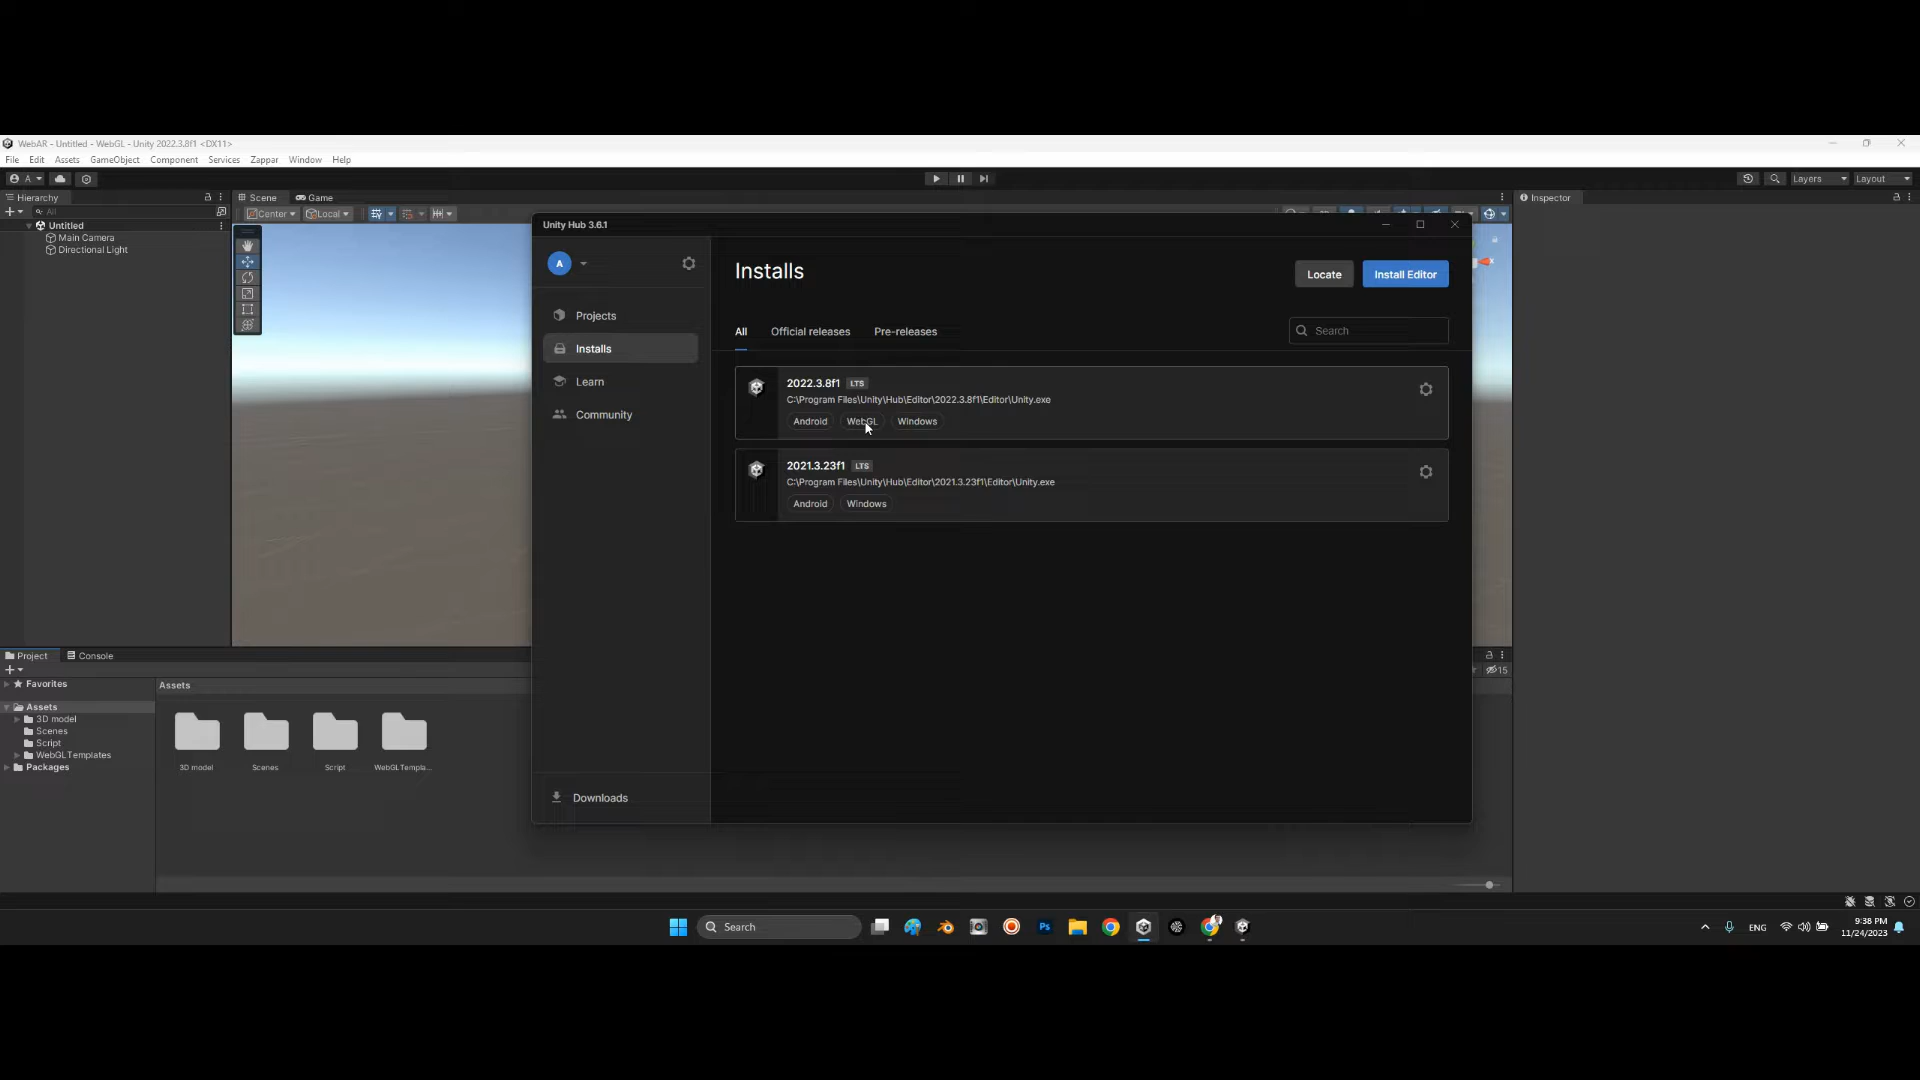 WebAR - Untitled - WebGL - Unity 2022.3.8f1 <DX11>
File Edit Assets GameObject Component Services Zappar Window Help
A Layers Layout
Hierarchy Scene Game Inspector
All Center Local
Untitled
Main Camera
Directional Light
Unity Hub 3.6.1
A
Installs
Locate Install Editor
Projects
Installs
Learn
Community
Downloads
All Official releases Pre-releases Search
2022.3.8f1 LTS
C:\Program Files\Unity\Hub\Editor\2022.3.8f1\Editor\Unity.exe
Android WebGL Windows
2021.3.23f1 LTS
C:\Program Files\Unity\Hub\Editor\2021.3.23f1\Editor\Unity.exe
Android Windows
Project Console
15
Favorites Assets
Assets
3D model
Scenes
Script
WebGLTemplates
Packages
3D model Scenes Script WebGLTempla...
Search Ps ENG 9:38 PM
11/24/2023